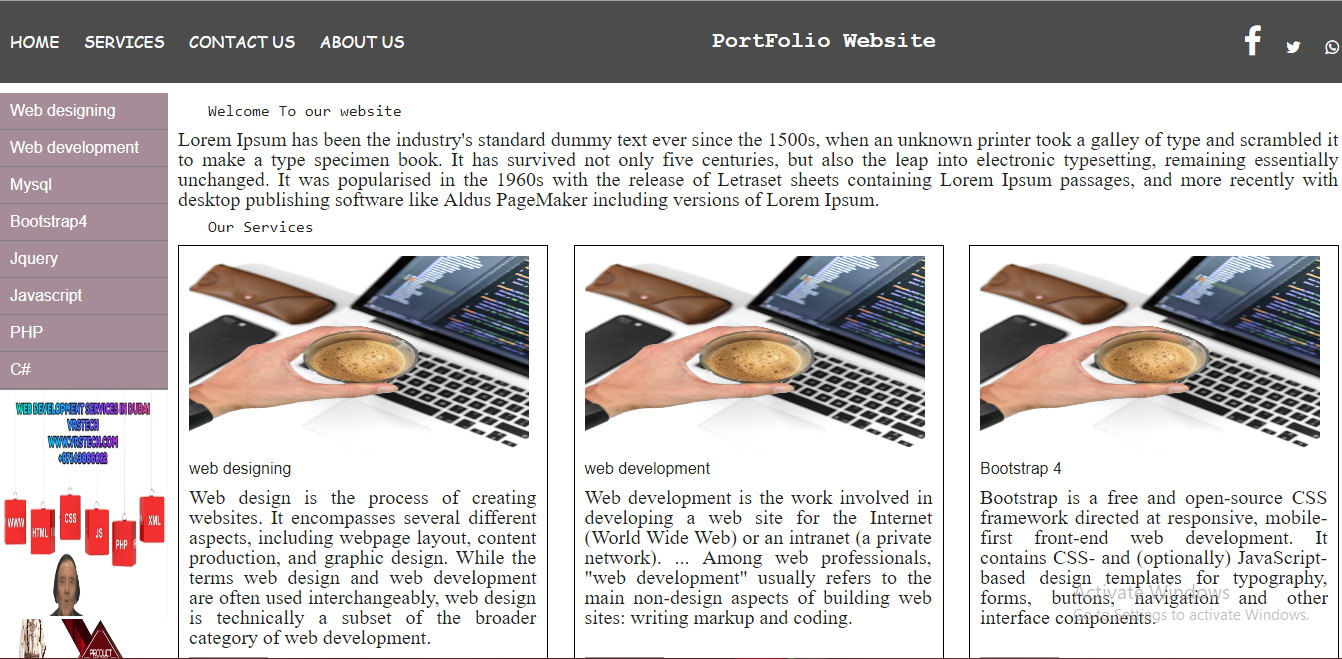 HOME SERVICES CONTACT US ABOUT US
PortFolio Website
Web designing
Web development
Mysql
Bootstrap4
Jquery
Javascript
PHP
C#
WEB DEVELOPMENT SERVICES IN DUBAI
VRSTECH
WWW.VRSTECH.COM
WWW
HTML
CSS
JS
PHP
XML
PRODUCT
Welcome To our website
Lorem Ipsum has been the industry's standard dummy text ever since the 1500s, when an unknown printer took a galley of type and scrambled it
to make a type specimen book. It has survived not only five centuries, but also the leap into electronic typesetting, remaining essentially
unchanged. It was popularised in the 1960s with the release of Letraset sheets containing Lorem Ipsum passages, and more recently with
desktop publishing software like Aldus PageMaker including versions of Lorem Ipsum.
Our Services
web designing
Web design is the process of creating
websites. It encompasses several different
aspects, including webpage layout, content
production, and graphic design. While the
terms web design and web development
are often used interchangeably, web design
is technically a subset of the broader
category of web development.
web development
Web development is the work involved in
developing a web site for the Internet
(World Wide Web) or an intranet (a private
network). ... Among web professionals,
"web development" usually refers to the
main non-design aspects of building web
sites: writing markup and coding.
Bootstrap 4
Bootstrap is a free and open-source CSS
framework directed at responsive, mobile-
first front-end web development. It
contains CSS- and (optionally) JavaScript-
based design templates for typography,
forms, buttons, navigation and other
interface components.
Activate Windows
Go to Settings to activate Windows.